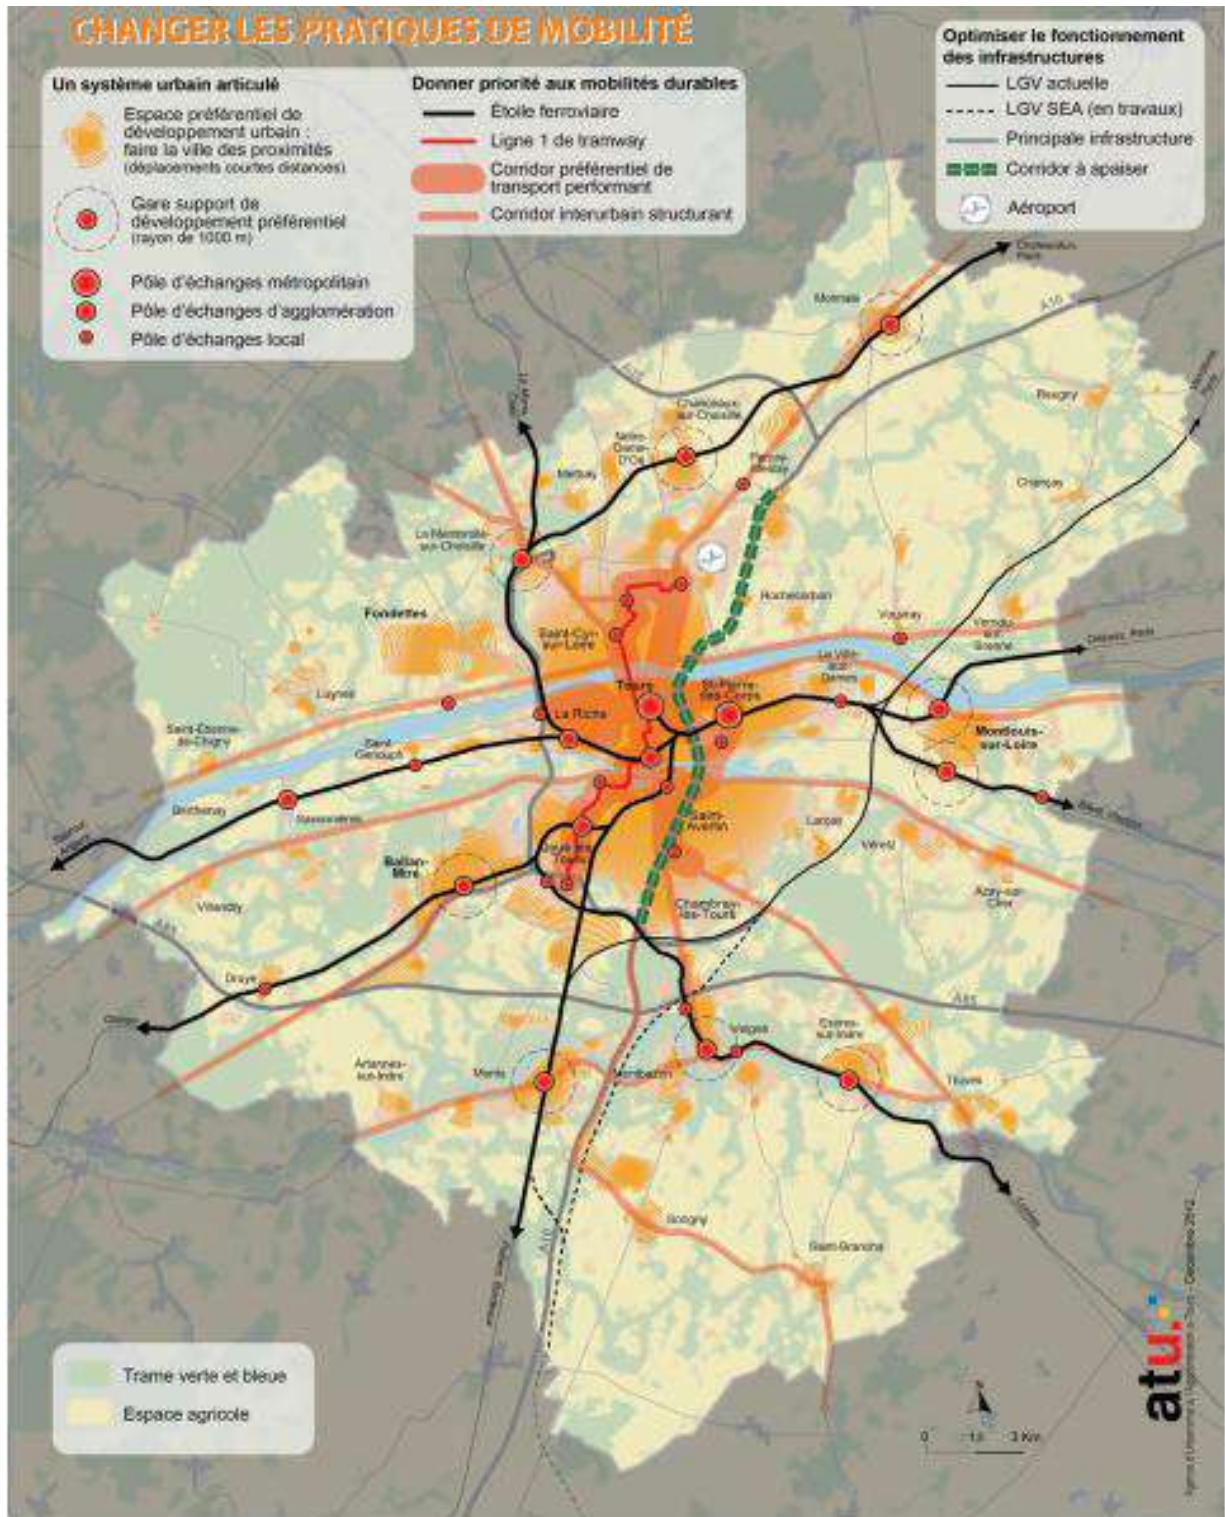 CHANGER LES PRATIQUES DE MOBILITÉ
Un système urbain articulé
Espace préférentiel de
développement urbain :
faire la ville des proximités
(déplacements courtes distances)
Gare support de
développement préférentiel
(rayon de 1000 m)
Pôle d'échanges métropolitain
Pôle d'échanges d'agglomération
Pôle d'échanges local
Donner priorité aux mobilités durables
Étoile ferroviaire
Ligne 1 de tramway
Corridor préférentiel de
transport performant
Corridor interurbain structurant
Optimiser le fonctionnement
des infrastructures
LGV actuelle
LGV SEA (en travaux)
Principale infrastructure
Corridor à apaiser
Aéroport
Monnaie
A10
Reugny
Chanceaux-
sur-Choisille
Notre-
Dame-
D'Oé
Mettray
Chançay
La Membrolle-
sur-Choisille
Fondettes
Saint-Cyr-
sur-Loire
Rochecorbon
Vouvray
Vernou-
sur-
Brenne
La Ville-
aux-
Dames
Luynes
Tours
St-Pierre-
des-Corps
La Riche
Saint-Étienne-
de-Chigny
Saint-
Genouph
Montlouis-
sur-Loire
Berthenay
Savonnières
Saint-
Avertin
Larçay
Véretz
Ballan-
Miré
Joué-lès-
Tours
Azay-sur-
Cher
Villandry
Chambray-
lès-Tours
A85
Druye
A85
Veigné
Esvres-
sur-Indre
Artannes-
sur-Indre
Monts
Montbazon
Truyes
Sorigny
Saint-Branchs
A10
Trame verte et bleue
Espace agricole
0 1,5 3 Km
atu.